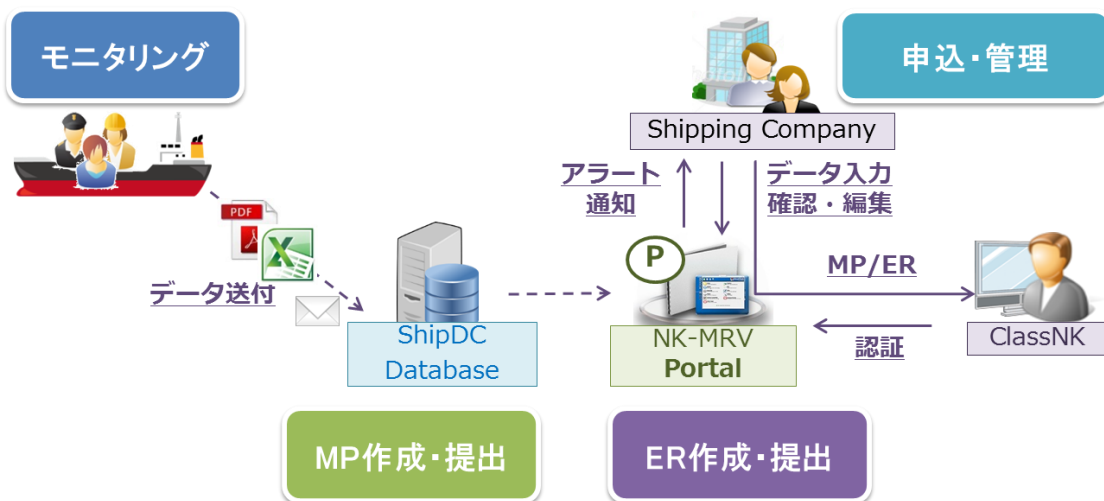 モニタリング
申込・管理
Shipping Company
アラート
通知
データ入力
確認・編集
PDF
データ送付
P
MP/ER
ShipDC
Database
NK-MRV
Portal
認証
ClassNK
MP作成・提出
ER作成・提出